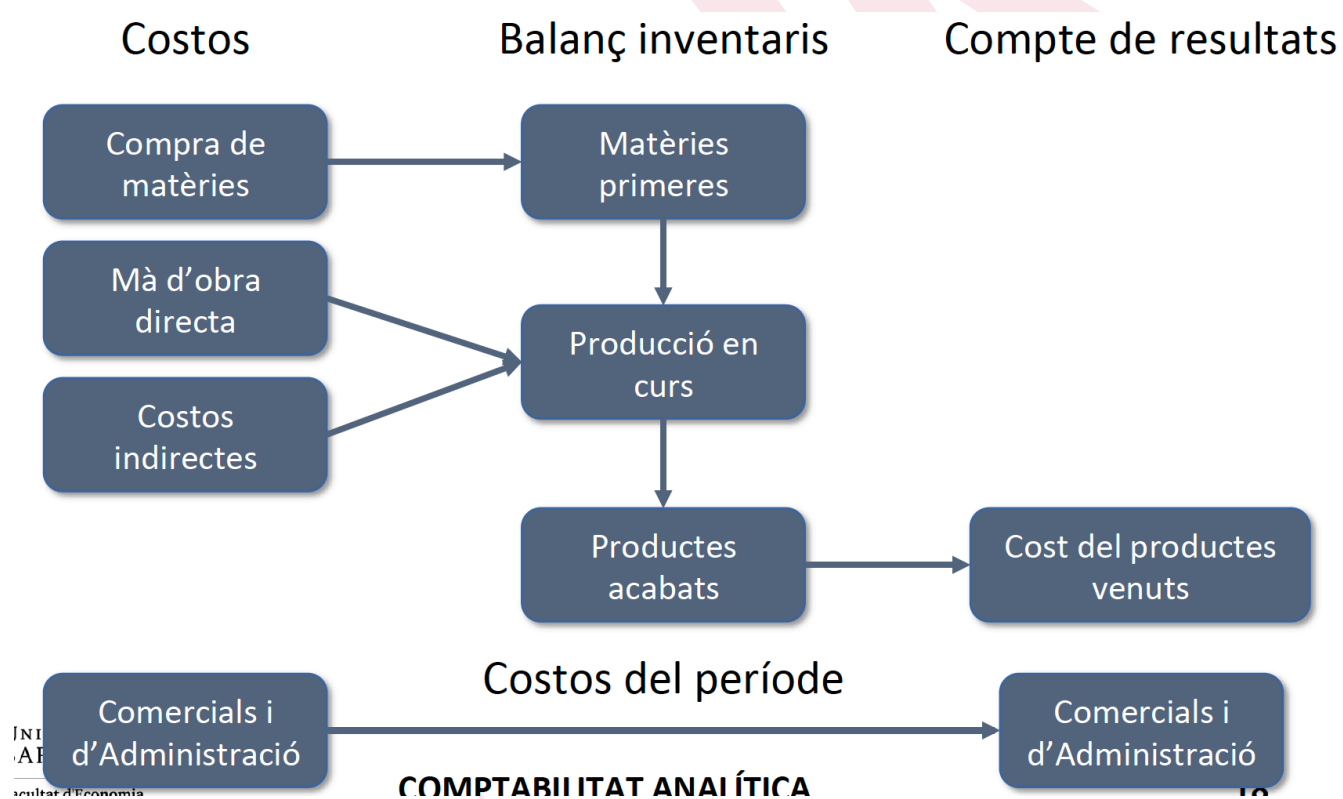 Costos
Balanç inventaris
Compte de resultats
Compra de
matèries
Matèries
primeres
Mà d'obra
directa
Producció en
curs
Costos
indirectes
Productes
acabats
Cost del productes
venuts
Costos del període
Comercials i
d'Administració
Comercials i
d'Administració
COMPTABILITAT ANALÍTICA